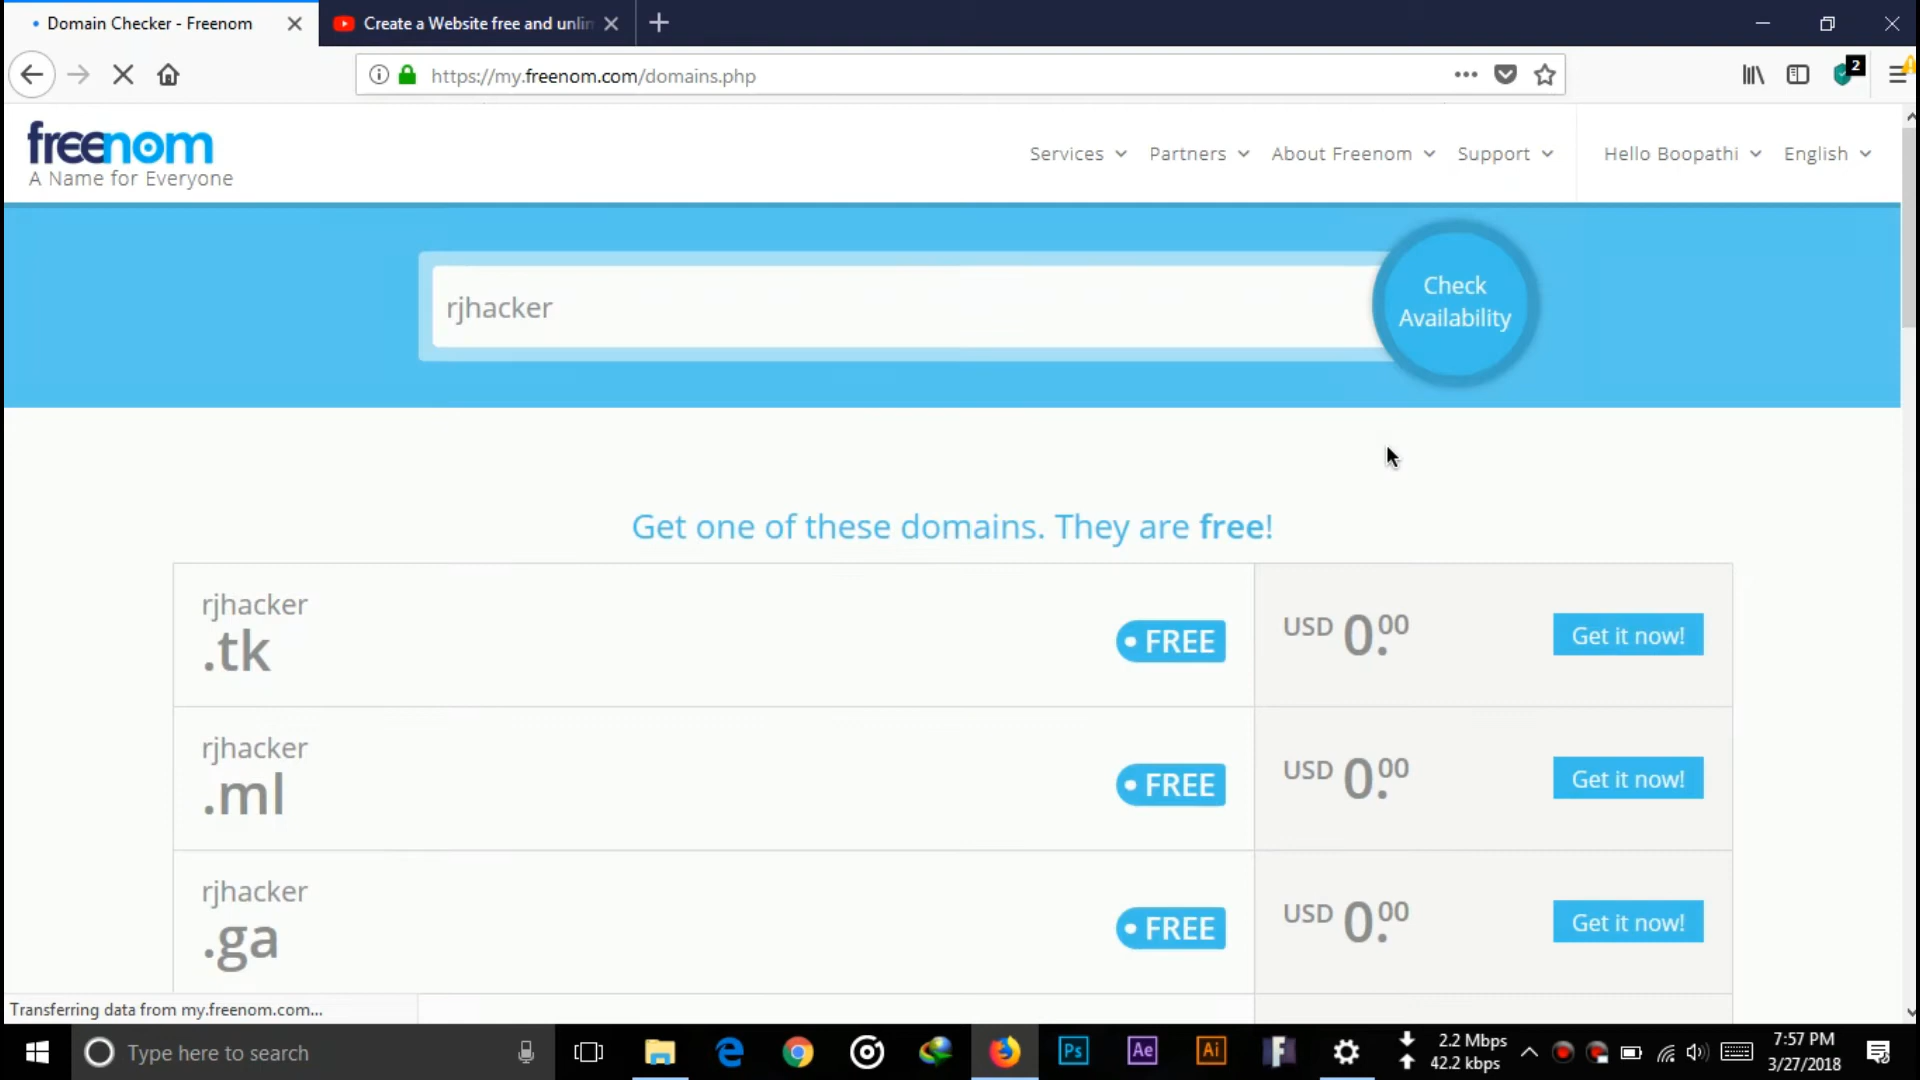 Domain Checker - Freenom
Create a Website free and unlin
https://my.freenom.com/domains.php
2
freenom
A Name for Everyone
Services
Partners
About Freenom
Support
Hello Boopathi
English
rjhacker
Check
Availability
Get one of these domains. They are free!
rjhacker
.tk
FREE
USD 0.00
Get it now!
rjhacker
.ml
FREE
USD 0.00
Get it now!
rjhacker
.ga
FREE
USD 0.00
Get it now!
Transferring data from my.freenom.com...
Type here to search
Ps
Ae
Ai
F
2.2 Mbps
42.2 kbps
7:57 PM
3/27/2018